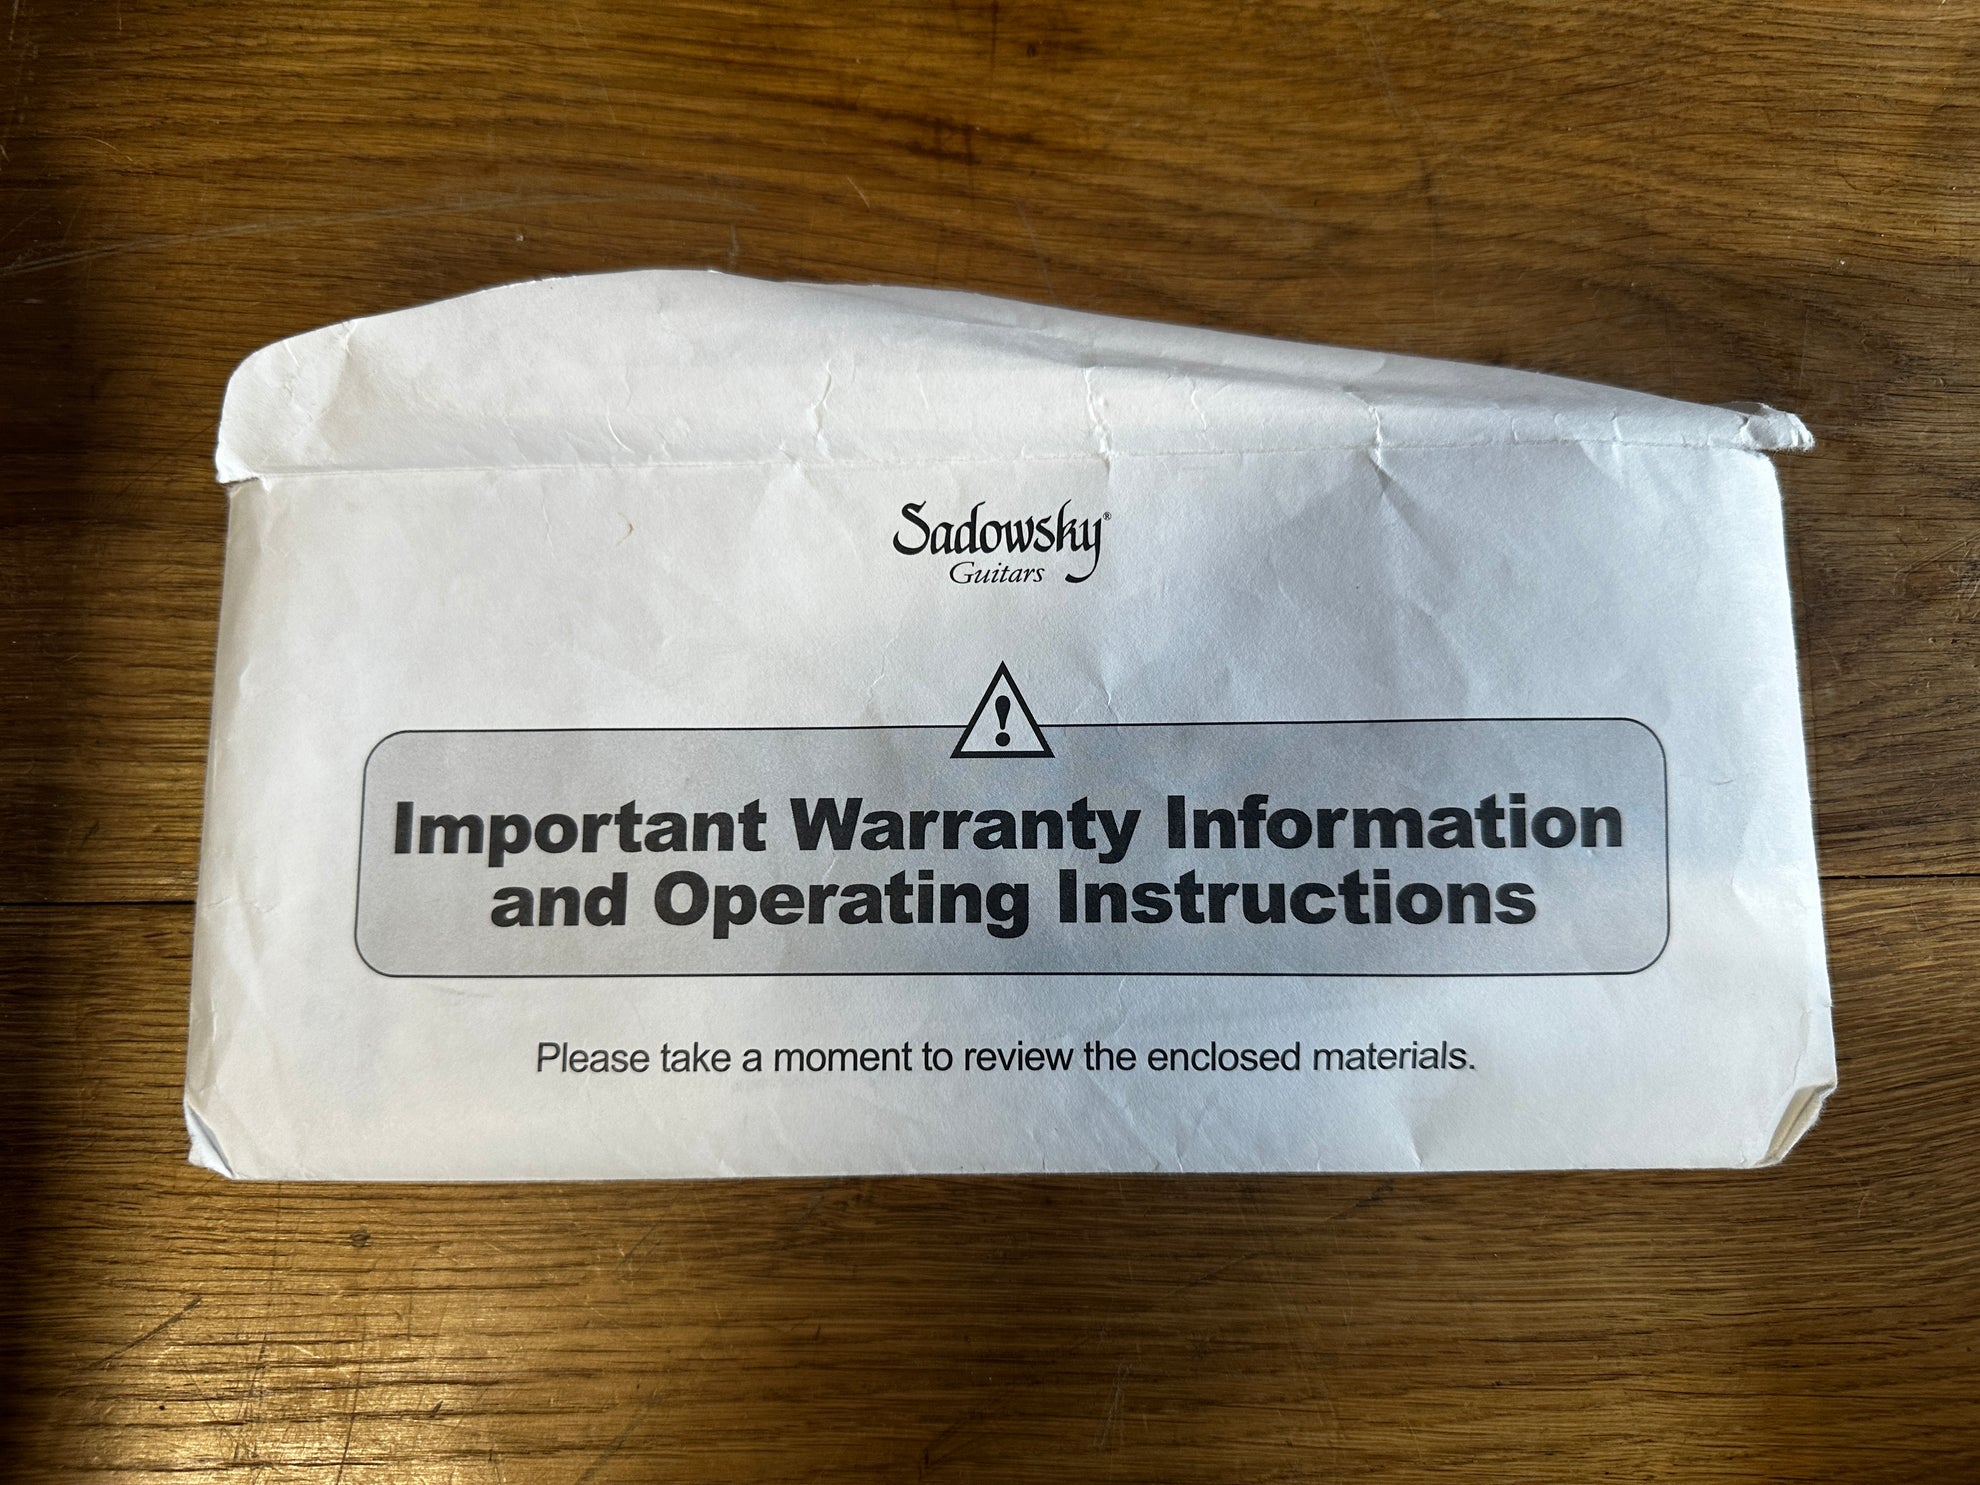 Sadowsky®
Guitars
!
Important Warranty Information
and Operating Instructions
Please take a moment to review the enclosed materials.